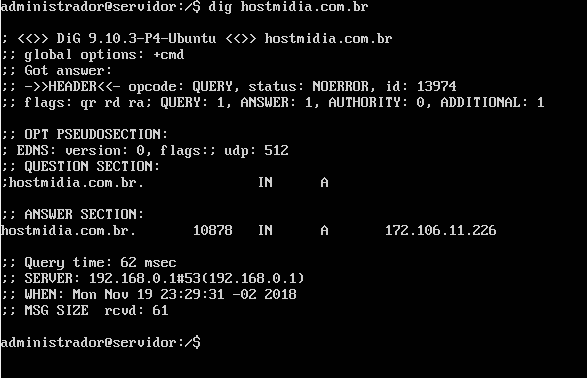 administrador@servidor:/$ dig hostmidia.com.br
; <<>> DiG 9.10.3-P4-Ubuntu <<>> hostmidia.com.br
;; global options: +cmd
;; Got answer:
;; ->>HEADER<<- opcode: QUERY, status: NOERROR, id: 13974
;; flags: qr rd ra; QUERY: 1, ANSWER: 1, AUTHORITY: 0, ADDITIONAL: 1
;; OPT PSEUDOSECTION:
; EDNS: version: 0, flags:; udp: 512
;; QUESTION SECTION:
;hostmidia.com.br. IN A
;; ANSWER SECTION:
hostmidia.com.br. 10878 IN A 172.106.11.226
;; Query time: 62 msec
;; SERVER: 192.168.0.1#53(192.168.0.1)
;; WHEN: Mon Nov 19 23:29:31 -02 2018
;; MSG SIZE rcvd: 61
administrador@servidor:/$